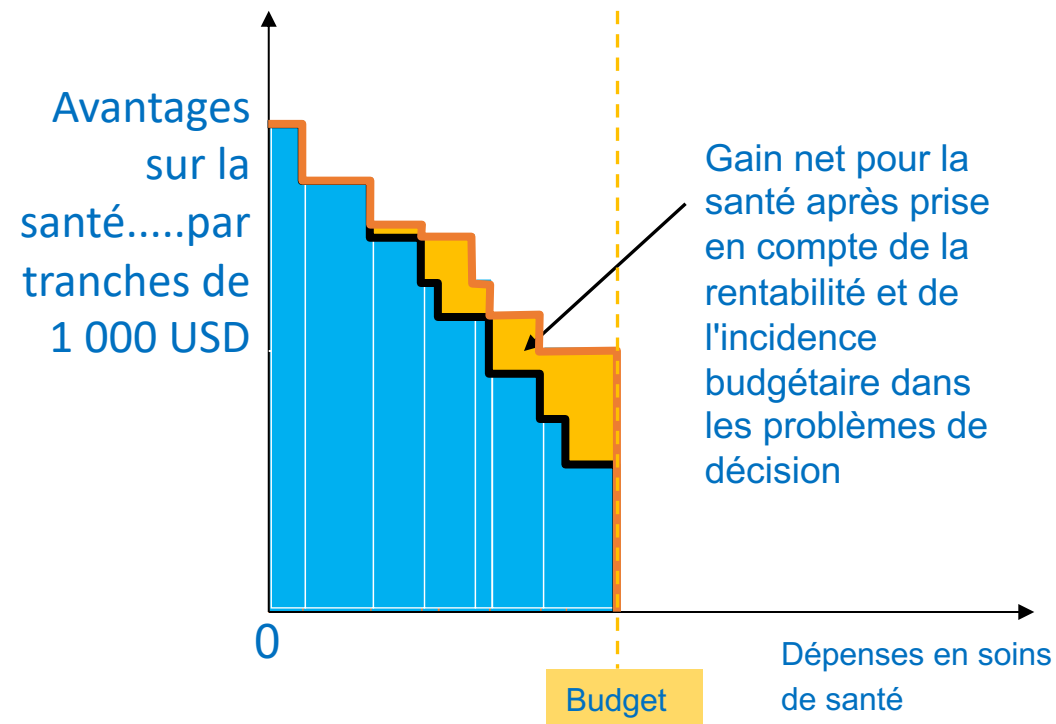 Avantages
sur la
santé.....par
tranches de
1 000 USD
Gain net pour la
santé après prise
en compte de la
rentabilité et de
l'incidence
budgétaire dans
les problèmes de
décision
0
Dépenses en soins
de santé
Budget